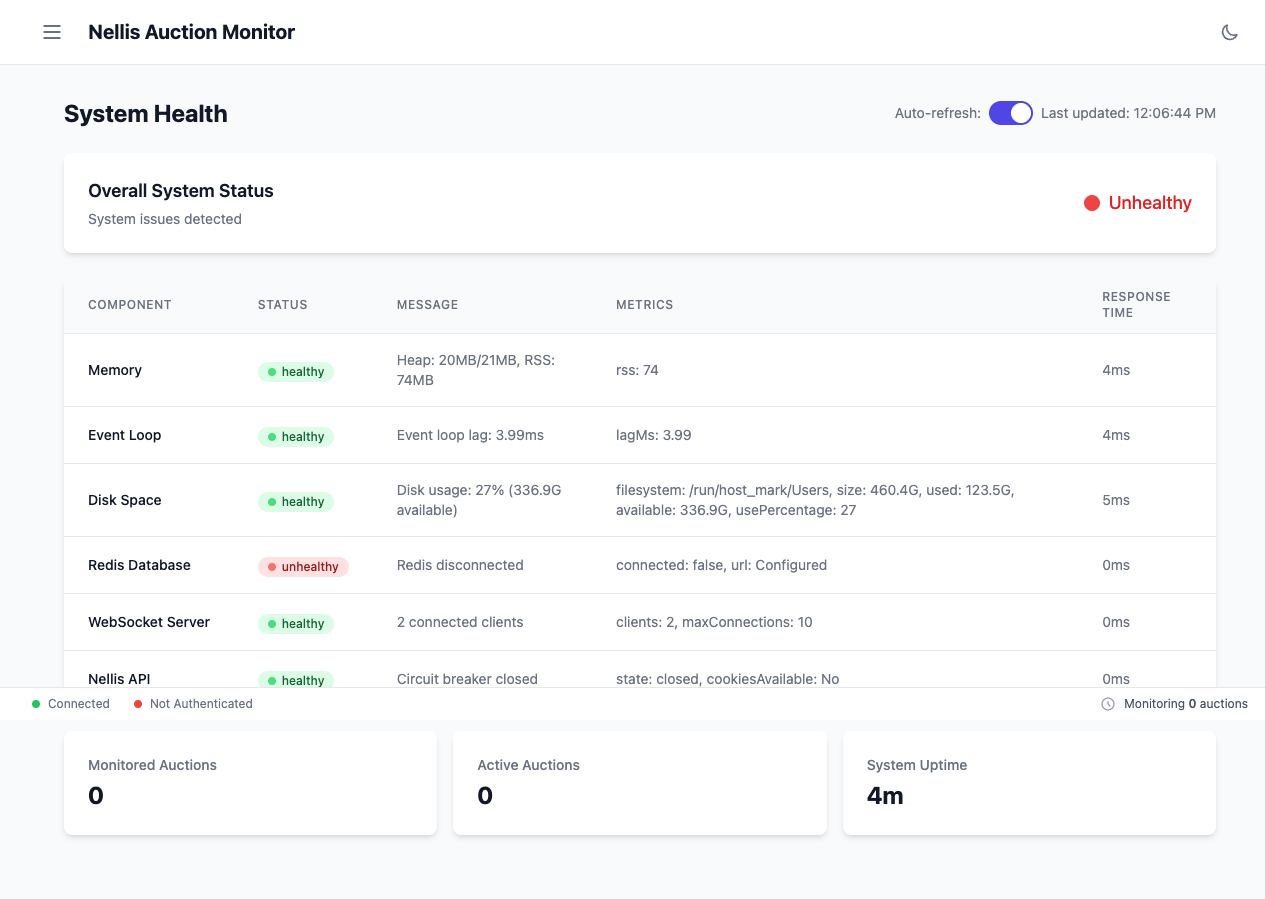 Nellis Auction Monitor
System Health
Auto-refresh: Last updated: 12:06:44 PM
Overall System Status
System issues detected
Unhealthy
COMPONENT STATUS MESSAGE METRICS RESPONSE TIME
Memory healthy Heap: 20MB/21MB, RSS: 74MB rss: 74 4ms
Event Loop healthy Event loop lag: 3.99ms lagMs: 3.99 4ms
Disk Space healthy Disk usage: 27% (336.9G available) filesystem: /run/host_mark/Users, size: 460.4G, used: 123.5G, available: 336.9G, usePercentage: 27 5ms
Redis Database unhealthy Redis disconnected connected: false, url: Configured 0ms
WebSocket Server healthy 2 connected clients clients: 2, maxConnections: 10 0ms
Nellis API healthy Circuit breaker closed state: closed, cookiesAvailable: No 0ms
Connected Not Authenticated Monitoring 0 auctions
Monitored Auctions
0
Active Auctions
0
System Uptime
4m